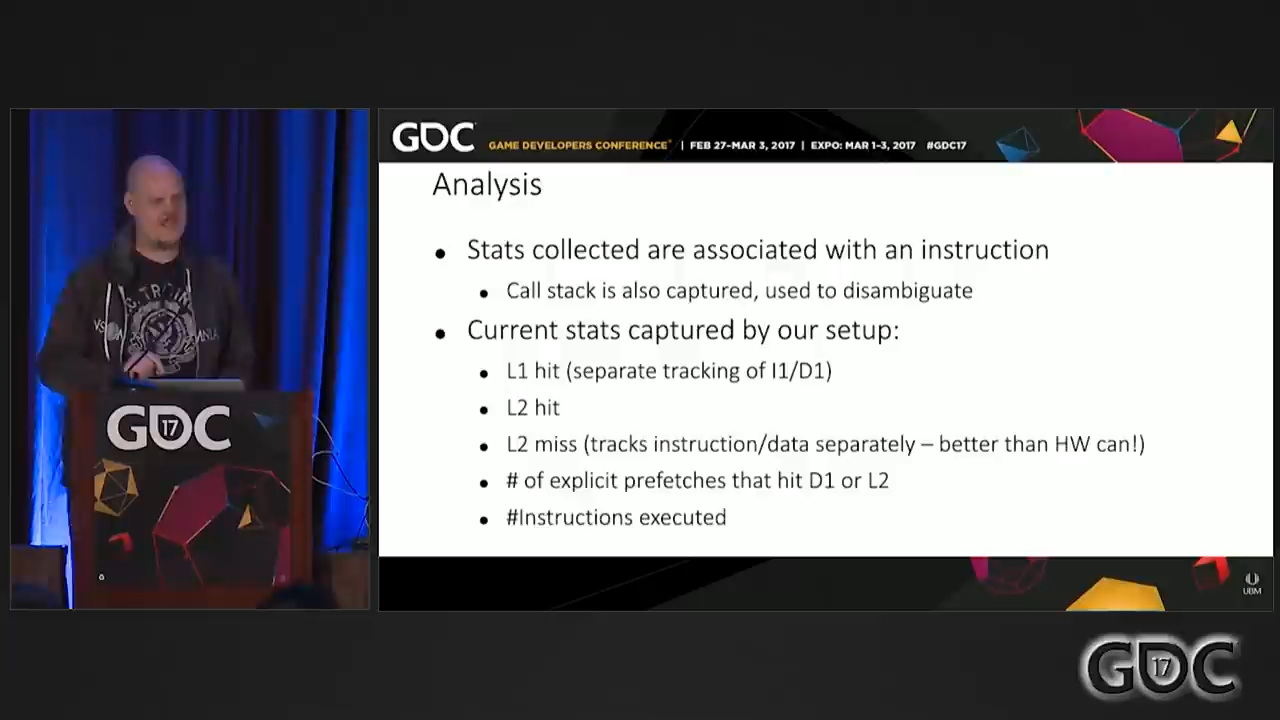 GDC
GAME DEVELOPERS CONFERENCE | FEB 27-MAR 3, 2017 | EXPO: MAR 1-3, 2017 #GDC17
Analysis
• Stats collected are associated with an instruction
• Call stack is also captured, used to disambiguate
• Current stats captured by our setup:
• L1 hit (separate tracking of I1/D1)
• L2 hit
• L2 miss (tracks instruction/data separately – better than HW can!)
• # of explicit prefetches that hit D1 or L2
• #Instructions executed
UBM
GDC 17
GDC 17